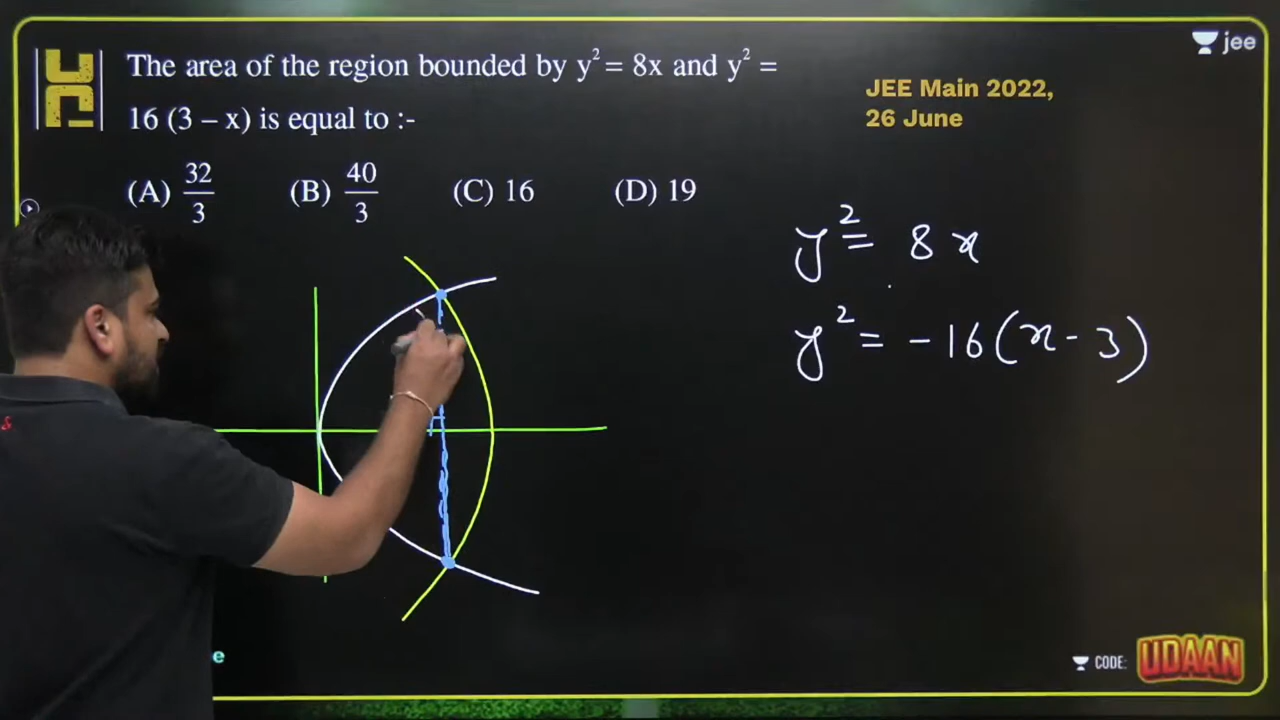 The area of the region bounded by y² = 8x and y² =
16 (3 – x) is equal to :-
(A) 32/3 (B) 40/3 (C) 16 (D) 19
jee
JEE Main 2022,
26 June
y² = 8x
y² = -16(x-3)
e
CODE: UDAAN